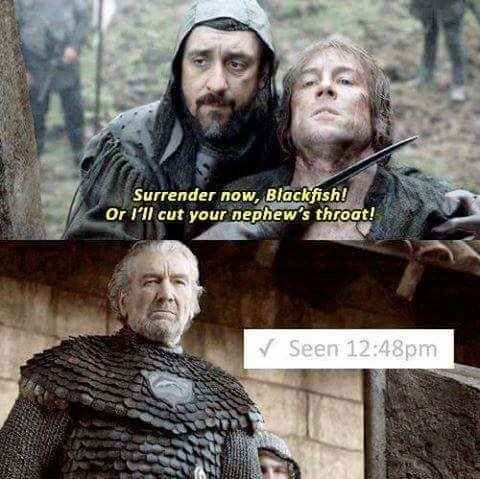 Surrender now, Blackfish!
Or I'll cut your nephew's throat!
✓ Seen 12:48pm